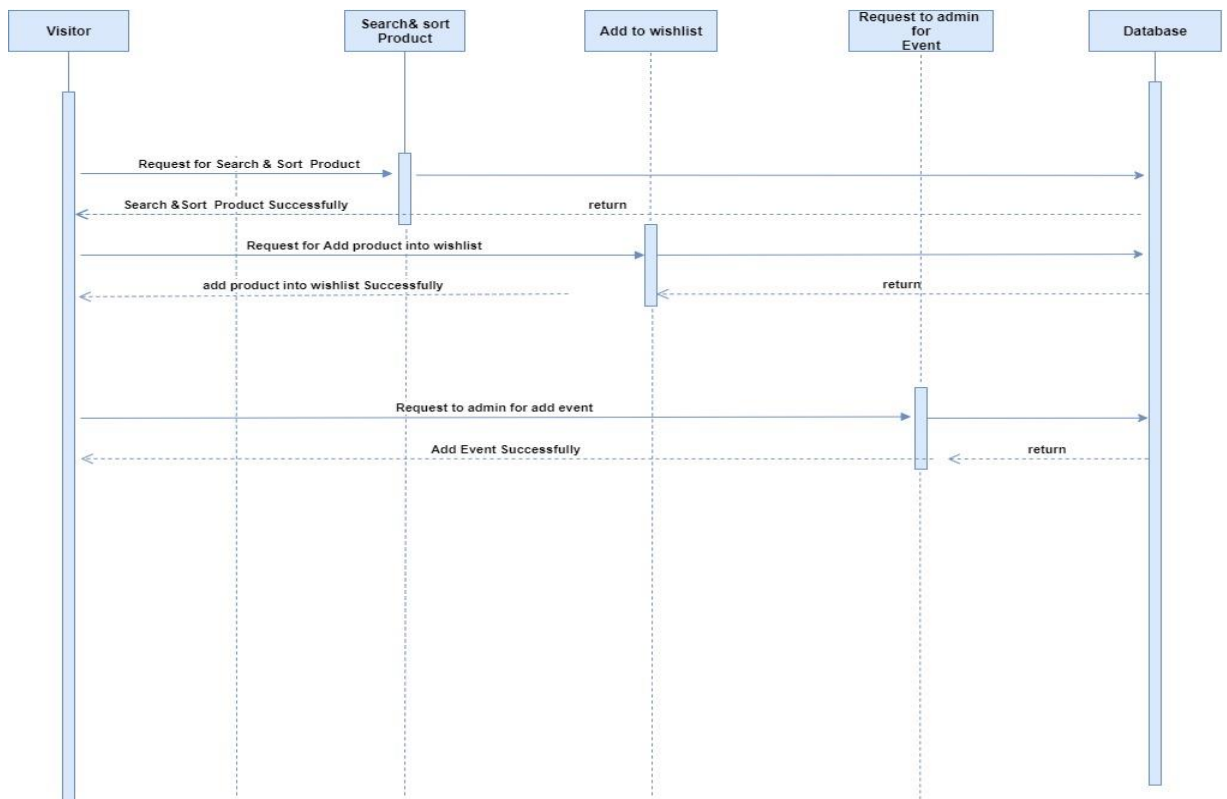 Visitor
Search& sort
Product
Add to wishlist
Request to admin
for
Event
Database
Request for Search & Sort Product
Search &Sort Product Successfully
return
Request for Add product into wishlist
add product into wishlist Successfully
return
Request to admin for add event
Add Event Successfully
return